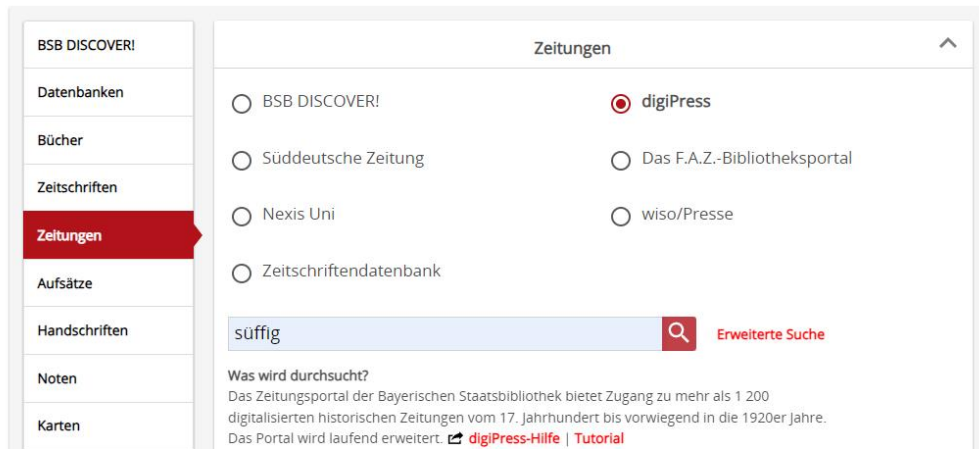 BSB DISCOVER!
Datenbanken
Bücher
Zeitschriften
Zeitungen
Aufsätze
Handschriften
Noten
Karten
Zeitungen
BSB DISCOVER!
digiPress
Süddeutsche Zeitung
Das F.A.Z.-Bibliotheksportal
Nexis Uni
wiso/Presse
Zeitschriftendatenbank
süffig
Erweiterte Suche
Was wird durchsucht?
Das Zeitungsportal der Bayerischen Staatsbibliothek bietet Zugang zu mehr als 1 200
digitalisierten historischen Zeitungen vom 17. Jahrhundert bis vorwiegend in die 1920er Jahre.
Das Portal wird laufend erweitert. digiPress-Hilfe | Tutorial